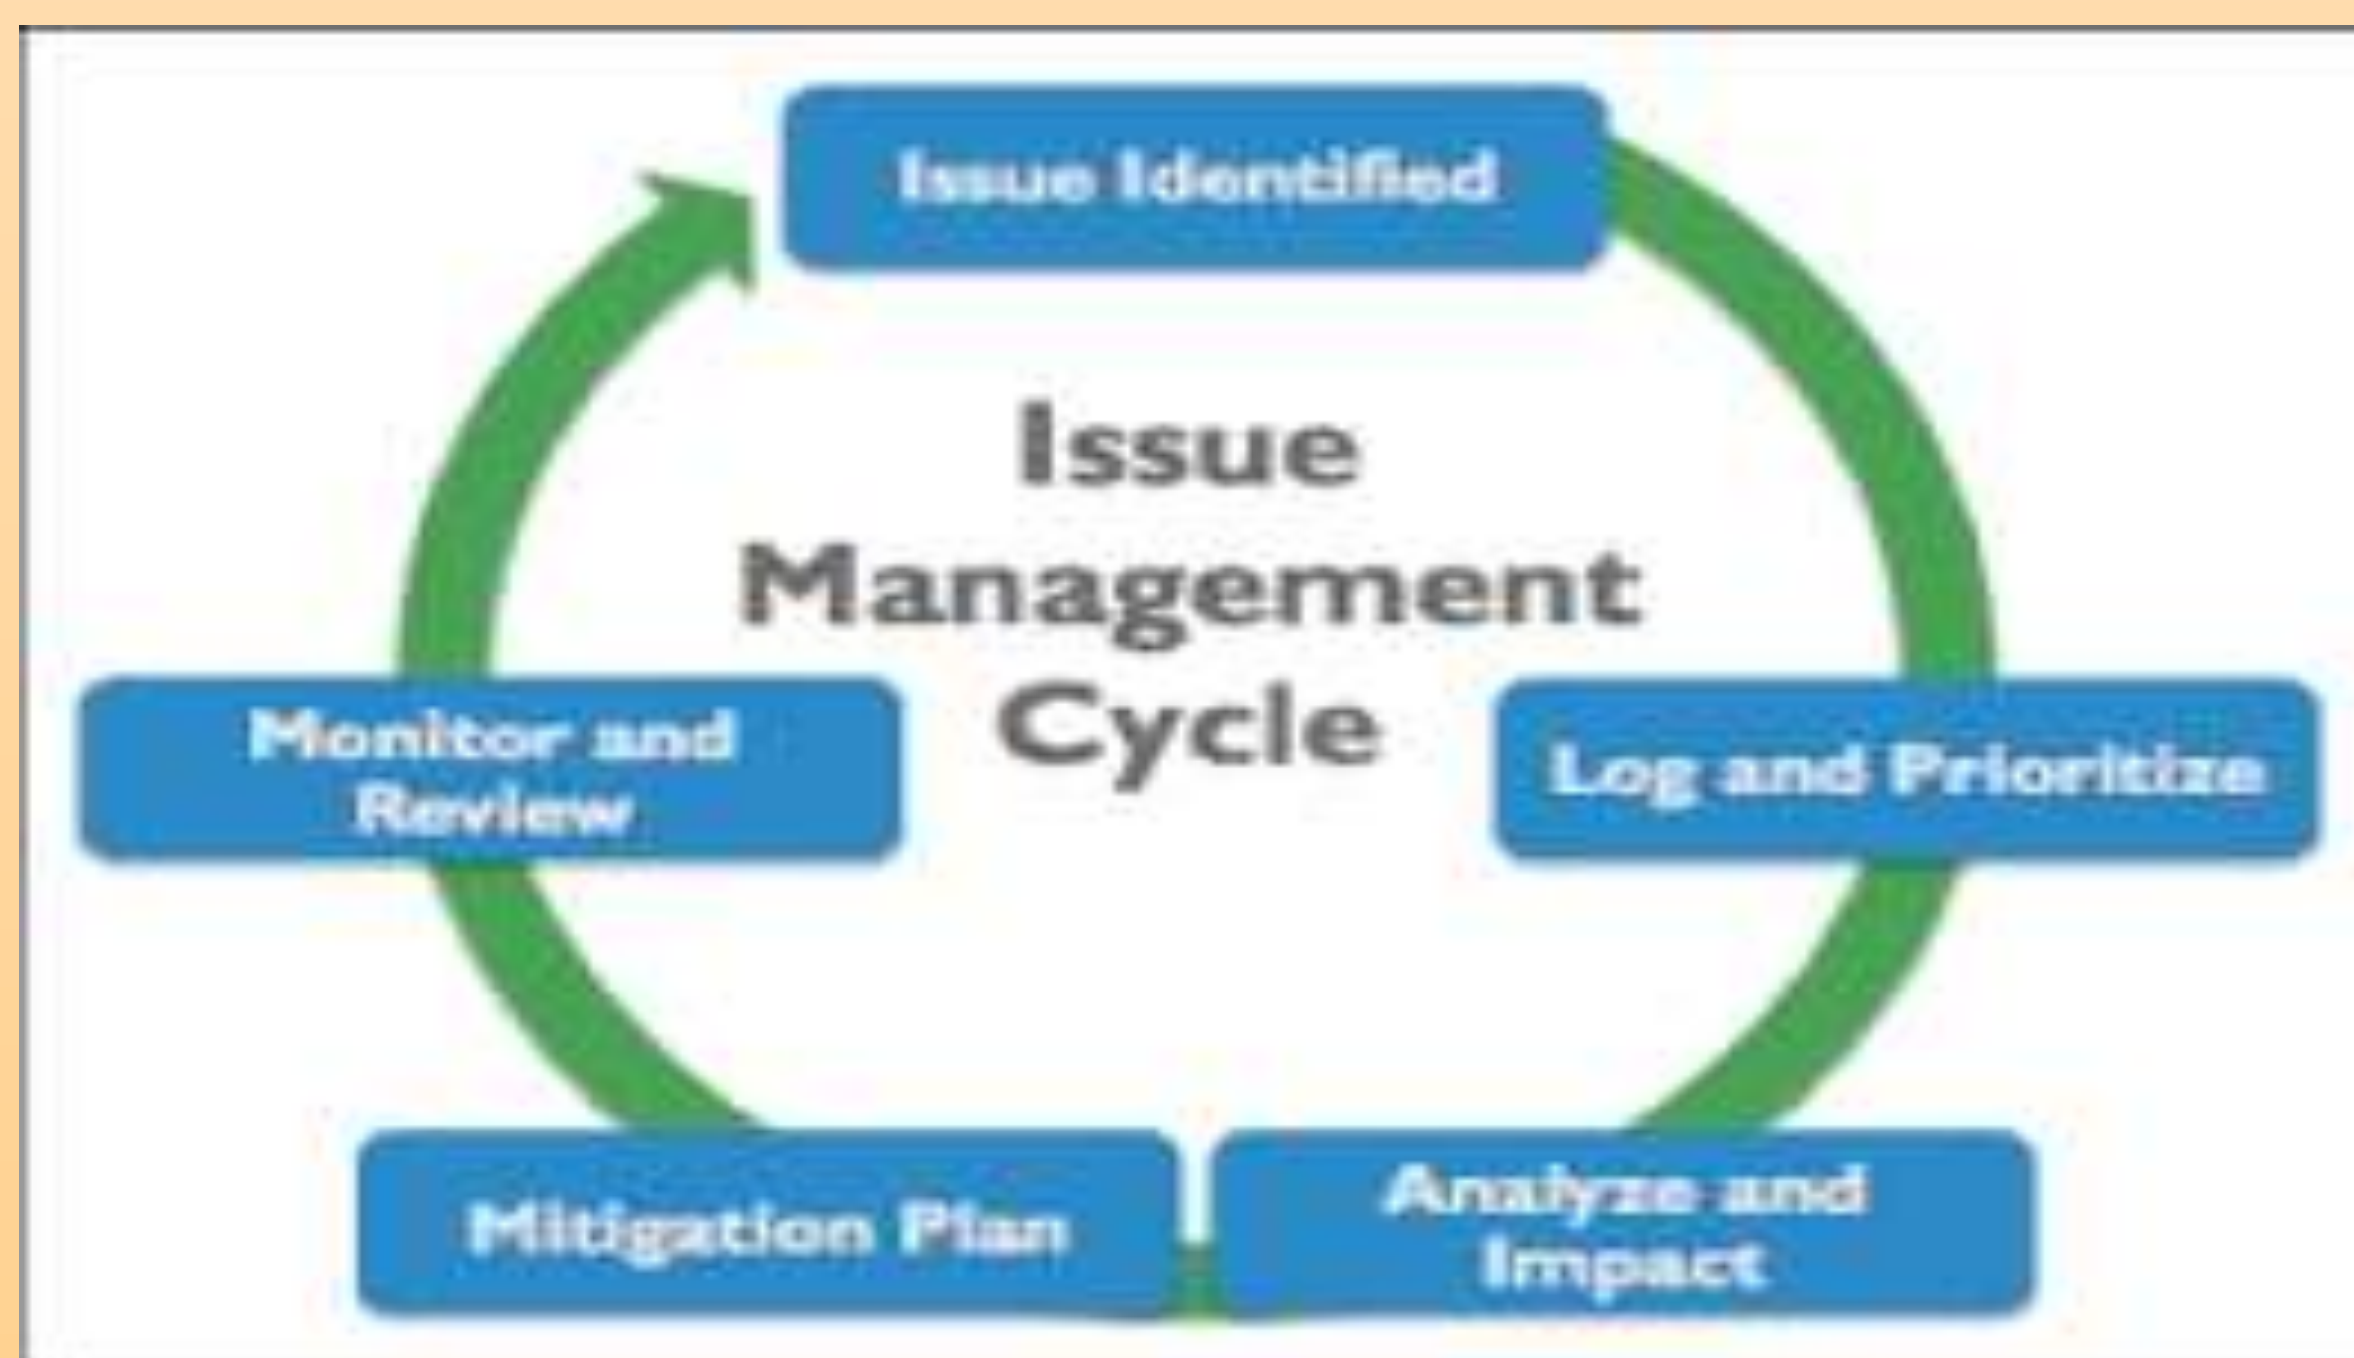 Issue Identified
Issue
Management
Cycle
Log and Prioritize
Analyze and
Impact
Mitigation Plan
Monitor and
Review